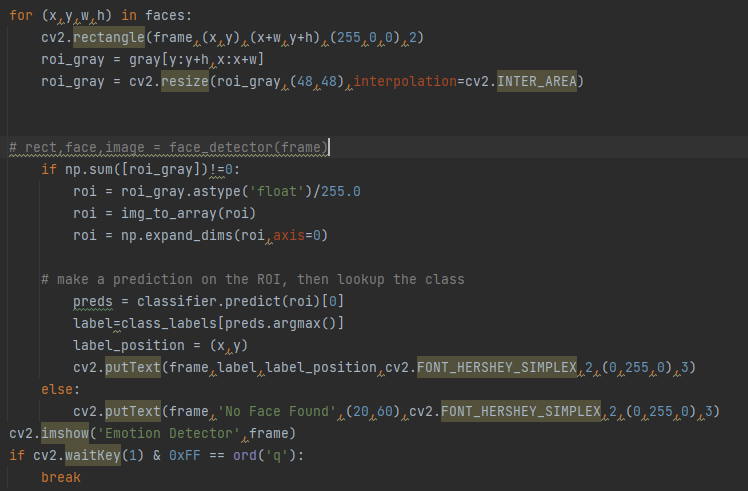 for (x,y,w,h) in faces:
    cv2.rectangle(frame,(x,y),(x+w,y+h),(255,0,0),2)
    roi_gray = gray[y:y+h,x:x+w]
    roi_gray = cv2.resize(roi_gray,(48,48),interpolation=cv2.INTER_AREA)
# rect,face,image = face_detector(frame)
    if np.sum([roi_gray])!=0:
        roi = roi_gray.astype('float')/255.0
        roi = img_to_array(roi)
        roi = np.expand_dims(roi,axis=0)
    # make a prediction on the ROI, then lookup the class
        preds = classifier.predict(roi)[0]
        label=class_labels[preds.argmax()]
        label_position = (x,y)
        cv2.putText(frame,label,label_position,cv2.FONT_HERSHEY_SIMPLEX,2,(0,255,0),3)
    else:
        cv2.putText(frame,'No Face Found',(20,60),cv2.FONT_HERSHEY_SIMPLEX,2,(0,255,0),3)
cv2.imshow('Emotion Detector',frame)
if cv2.waitKey(1) & 0xFF == ord('q'):
    break